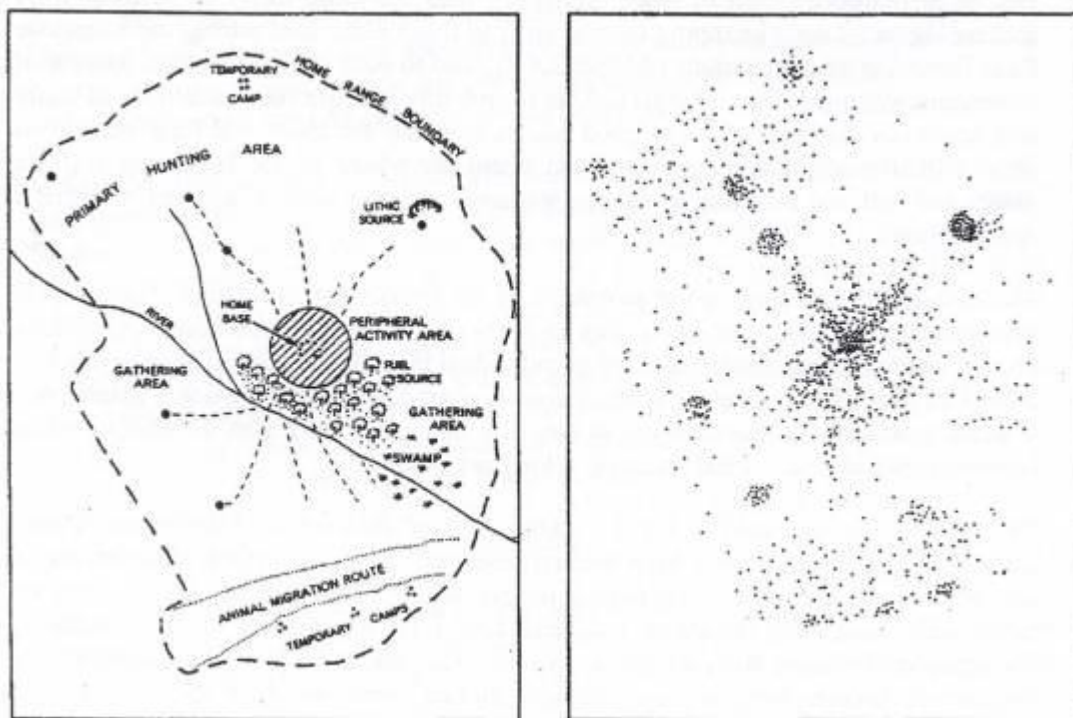 TEMPORARY
CAMP
HOME RANGE BOUNDARY
PRIMARY HUNTING AREA
LITHIC
SOURCE
HOME
BASE
PERIPHERAL
ACTIVITY AREA
RIVER
FUEL
SOURCE
GATHERING
AREA
GATHERING
AREA
SWAMP
ANIMAL MIGRATION ROUTE
TEMPORARY CAMPS